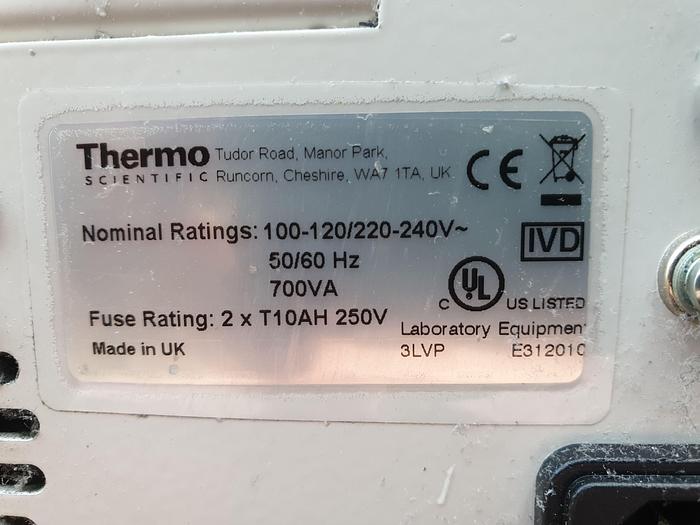 Thermo
SCIENTIFIC
Tudor Road, Manor Park,
Runcorn, Cheshire, WA7 1TA, UK
CE
Nominal Ratings: 100-120/220-240V~
50/60 Hz
700VA
IVD
Fuse Rating: 2 x T10AH 250V
C UL US LISTED
Laboratory Equipment
3LVP E312010
Made in UK